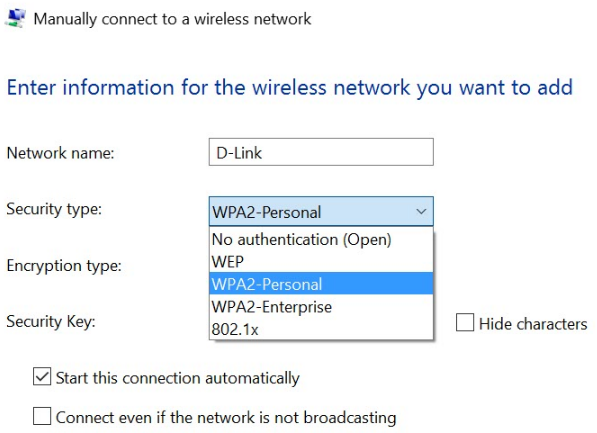 Manually connect to a wireless network
Enter information for the wireless network you want to add
Network name:
D-Link
Security type:
WPA2-Personal
No authentication (Open)
WEP
WPA2-Personal
WPA2-Enterprise
802.1x
Encryption type:
Security Key:
Hide characters
Start this connection automatically
Connect even if the network is not broadcasting